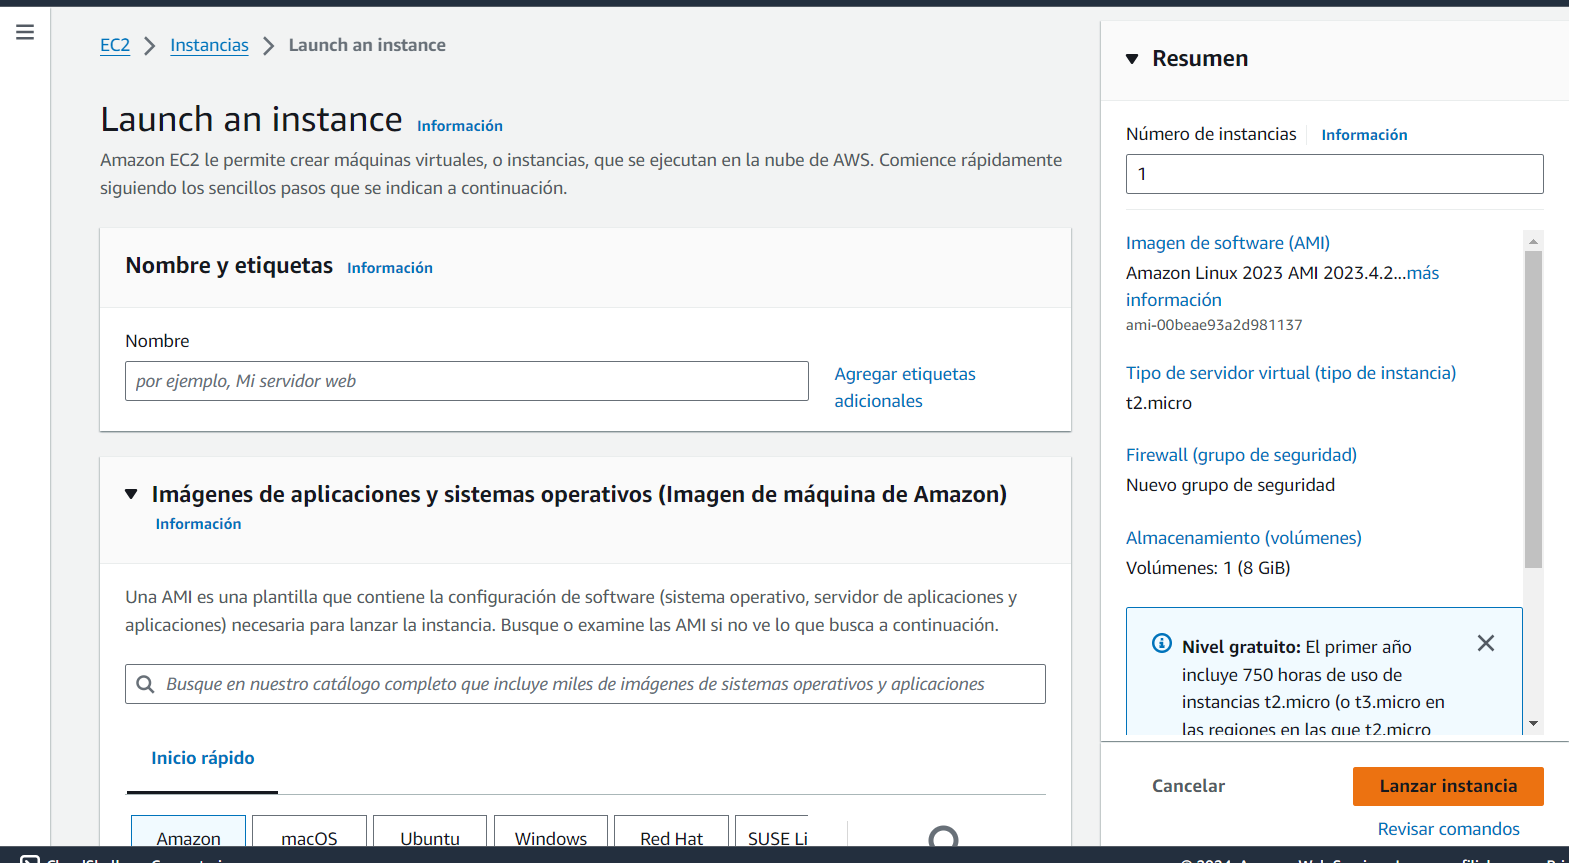 EC2 > Instancias > Launch an instance
Launch an instance Información
Amazon EC2 le permite crear máquinas virtuales, o instancias, que se ejecutan en la nube de AWS. Comience rápidamente
siguiendo los sencillos pasos que se indican a continuación.
Nombre y etiquetas Información
Nombre
por ejemplo, Mi servidor web
Agregar etiquetas
adicionales
Imágenes de aplicaciones y sistemas operativos (Imagen de máquina de Amazon)
Información
Una AMI es una plantilla que contiene la configuración de software (sistema operativo, servidor de aplicaciones y
aplicaciones) necesaria para lanzar la instancia. Busque o examine las AMI si no ve lo que busca a continuación.
Busque en nuestro catálogo completo que incluye miles de imágenes de sistemas operativos y aplicaciones
Inicio rápido
Amazon macOS Ubuntu Windows Red Hat SUSE Li
Resumen
Número de instancias Información
1
Imagen de software (AMI)
Amazon Linux 2023 AMI 2023.4.2...más
información
ami-00beae93a2d981137
Tipo de servidor virtual (tipo de instancia)
t2.micro
Firewall (grupo de seguridad)
Nuevo grupo de seguridad
Almacenamiento (volúmenes)
Volúmenes: 1 (8 GiB)
Nivel gratuito: El primer año
incluye 750 horas de uso de
instancias t2.micro (o t3.micro en
las regiones en las que t2.micro
Cancelar Lanzar instancia
Revisar comandos